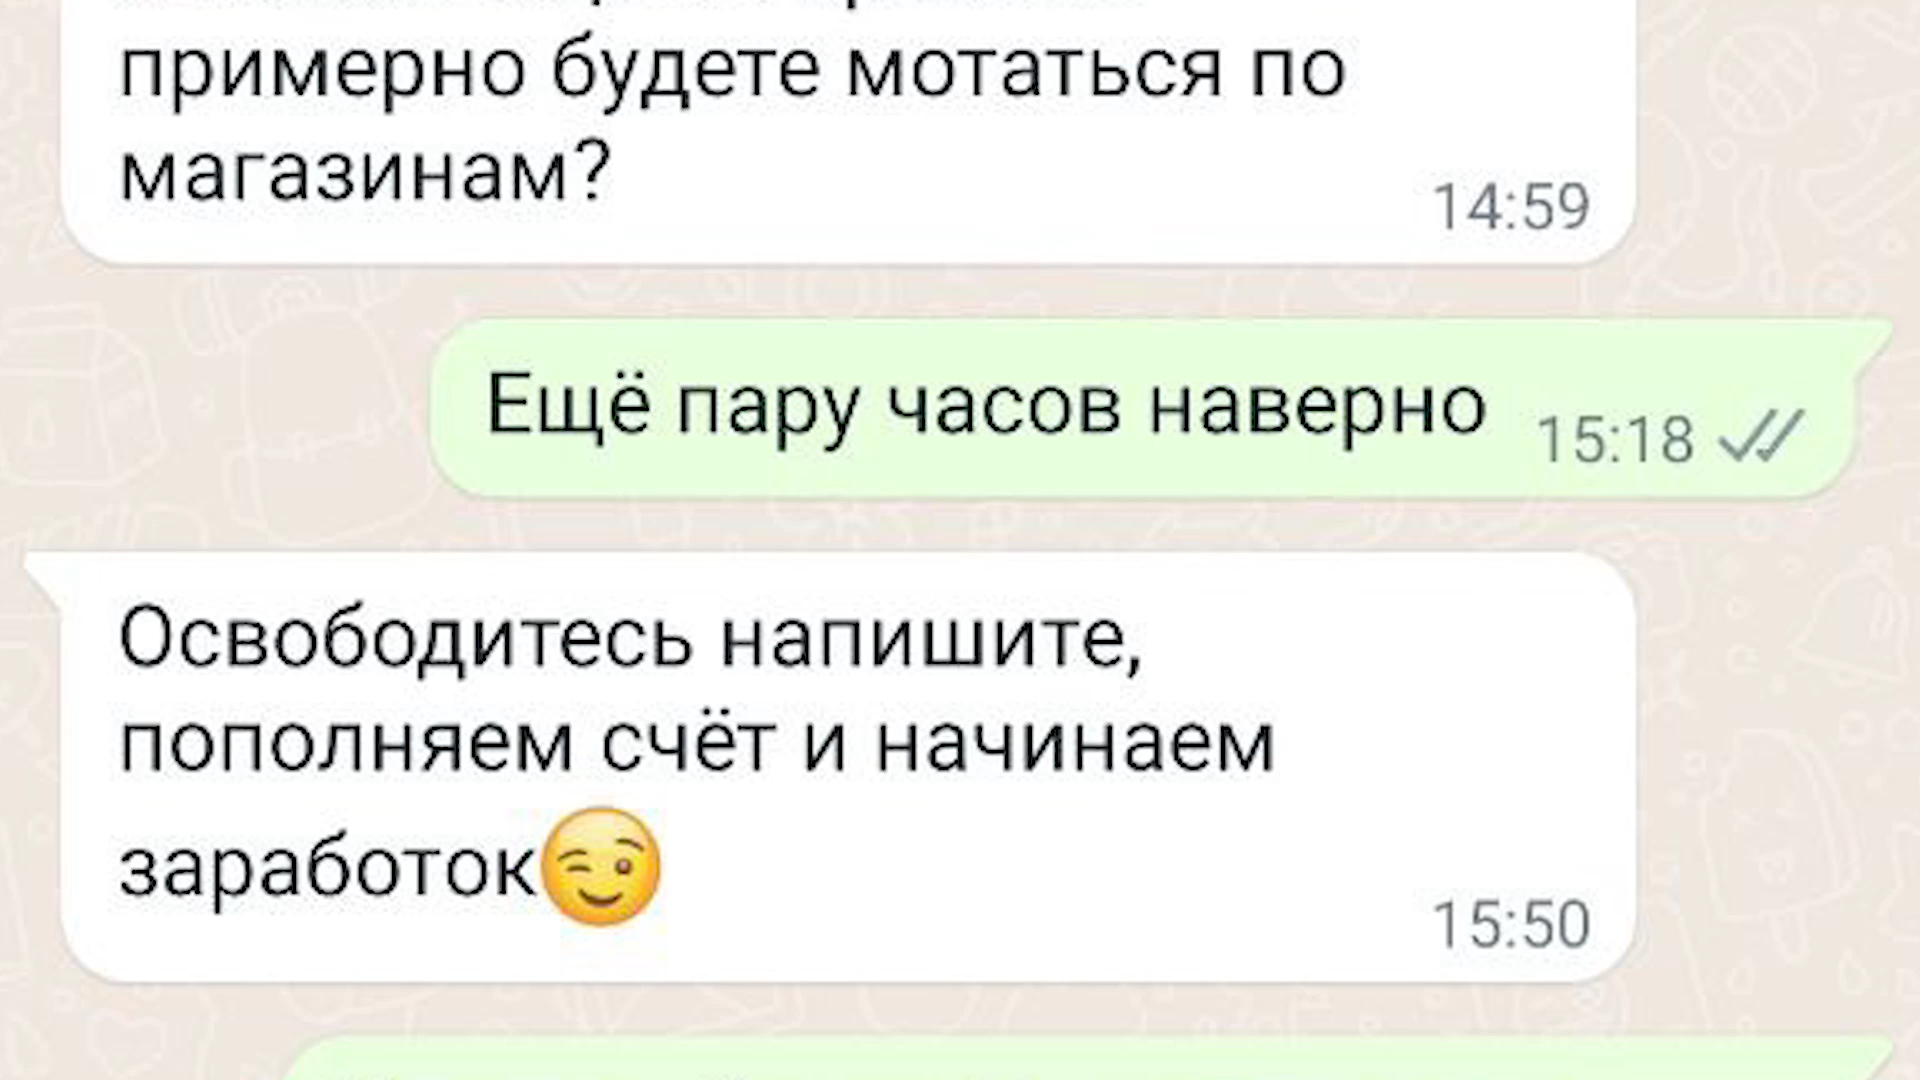 примерно будете мотаться по
магазинам?
14:59
Ещё пару часов наверно
15:18
Освободитесь напишите,
пополняем счёт и начинаем
заработок😉
15:50